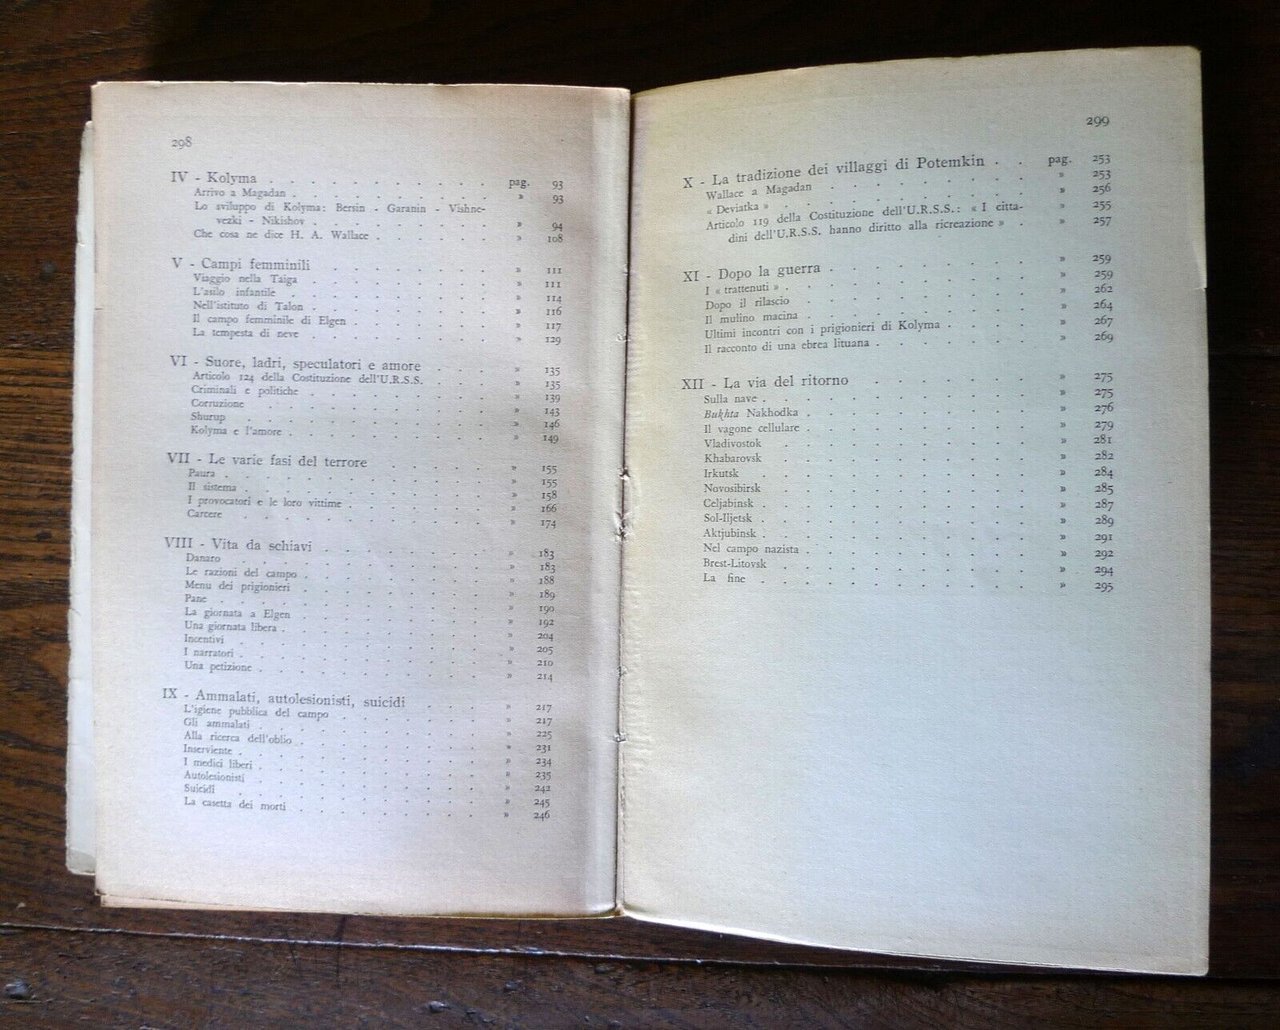 298
IV - Kolyma . . . . . . . . . pag. 93
Arrivo a Magadan . . . . . . . . » 93
Lo sviluppo di Kolyma: Bersin - Garanin - Vishne-
vezki - Nikishov . . . . . . . » 94
Che cosa ne dice H. A. Wallace . . . . . » 108
V - Campi femminili . . . . . . . » 111
Viaggio nella Taiga . . . . . . . » 111
L'asilo infantile . . . . . . . » 114
Nell'istituto di Talon . . . . . . . » 116
Il campo femminile di Elgen . . . . . . » 117
La tempesta di neve . . . . . . . » 129
VI - Suore, ladri, speculatori e amore . . . » 135
Articolo 124 della Costituzione dell'U.R.S.S. . . . » 135
Criminali e politiche . . . . . . . » 139
Corruzione . . . . . . . . » 143
Shurup . . . . . . . . » 146
Kolyma e l'amore . . . . . . . . » 149
VII - Le varie fasi del terrore . . . . . » 155
Paura . . . . . . . . . » 155
Il sistema . . . . . . . . » 158
I provocatori e le loro vittime . . . . . » 166
Carcere . . . . . . . . » 174
VIII - Vita da schiavi . . . . . . . » 183
Danaro . . . . . . . . » 183
Le razioni del campo . . . . . . . » 188
Menu dei prigionieri . . . . . . . » 189
Pane . . . . . . . . . » 190
La giornata a Elgen . . . . . . . » 192
Una giornata libera . . . . . . . » 204
Incentivi . . . . . . . . » 205
I narratori . . . . . . . . » 210
Una petizione . . . . . . . . » 214
IX - Ammalati, autolesionisti, suicidi . . . » 217
L'igiene pubblica del campo . . . . . » 217
Gli ammalati . . . . . . . . » 225
Alla ricerca dell'oblio . . . . . . » 231
Inserviente . . . . . . . . » 234
I medici liberi . . . . . . . . » 235
Autolesionisti . . . . . . . . » 242
Suicidî . . . . . . . . » 245
La casetta dei morti . . . . . . . » 246
299
X - La tradizione dei villaggi di Potemkin . . pag. 253
Wallace a Magadan . . . . . . . » 253
« Deviatka » . . . . . . . . » 256
Articolo 119 della Costituzione dell'U.R.S.S.: « I citta- 255
dini dell'U.R.S.S. hanno diritto alla ricreazione » . » 257
XI - Dopo la guerra . . . . . . . » 259
I « trattenuti » . . . . . . . . » 259
Dopo il rilascio . . . . . . . » 262
Il mulino macina . . . . . . . » 264
Ultimi incontri con i prigionieri di Kolyma . . . » 267
Il racconto di una ebrea lituana . . . . . » 269
XII - La via del ritorno . . . . . . » 275
Sulla nave . . . . . . . . » 275
Bukhta Nakhodka . . . . . . . » 276
Il vagone cellulare . . . . . . . » 279
Vladivostok . . . . . . . . » 281
Khabarovsk . . . . . . . . » 282
Irkutsk . . . . . . . . » 284
Novosibirsk . . . . . . . . » 285
Celjabinsk . . . . . . . . » 287
Sol-Iljetsk . . . . . . . . » 289
Aktjubinsk . . . . . . . . » 291
Nel campo nazista . . . . . . . » 292
Brest-Litovsk . . . . . . . . » 294
La fine . . . . . . . . » 295